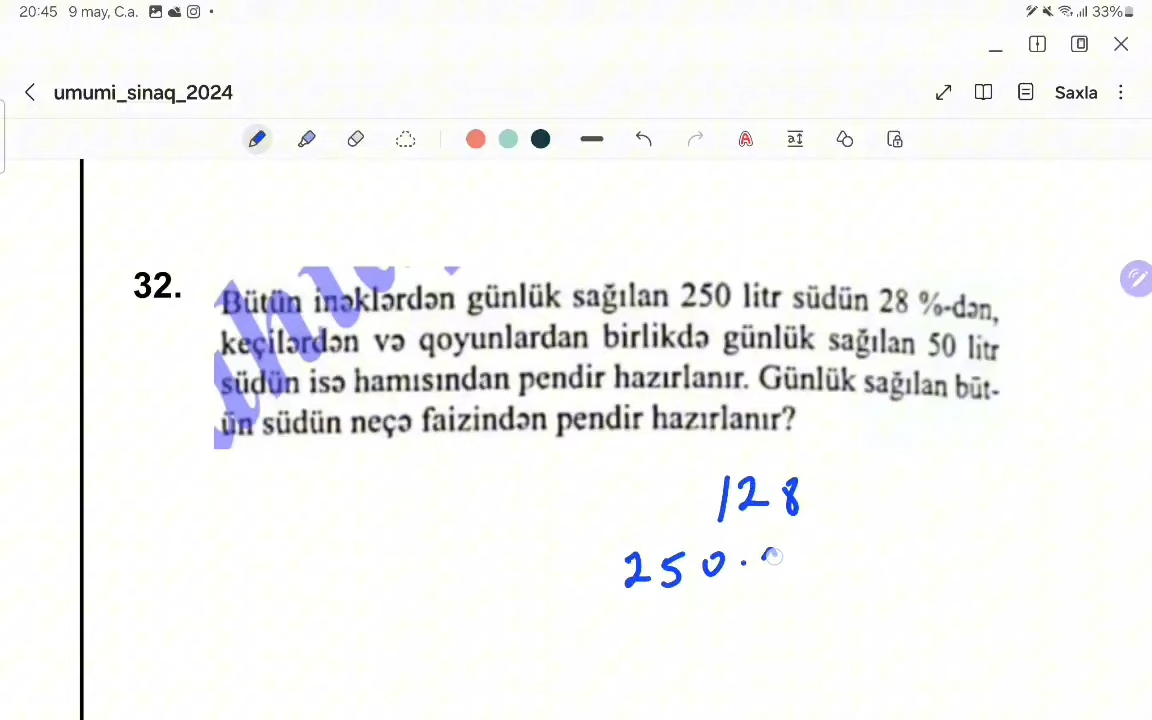 20:45 9 may, C.a.
33%
umumi_sinaq_2024
Saxla
32.
Bütün inəklərdən günlük sağılan 250 litr südün 28 %-dən,
keçilərdən və qoyunlardan birlikdə günlük sağılan 50 litr
südün isə hamısından pendir hazırlanır. Günlük sağılan büt-
ün südün neçə faizindən pendir hazırlanır?
128
250.